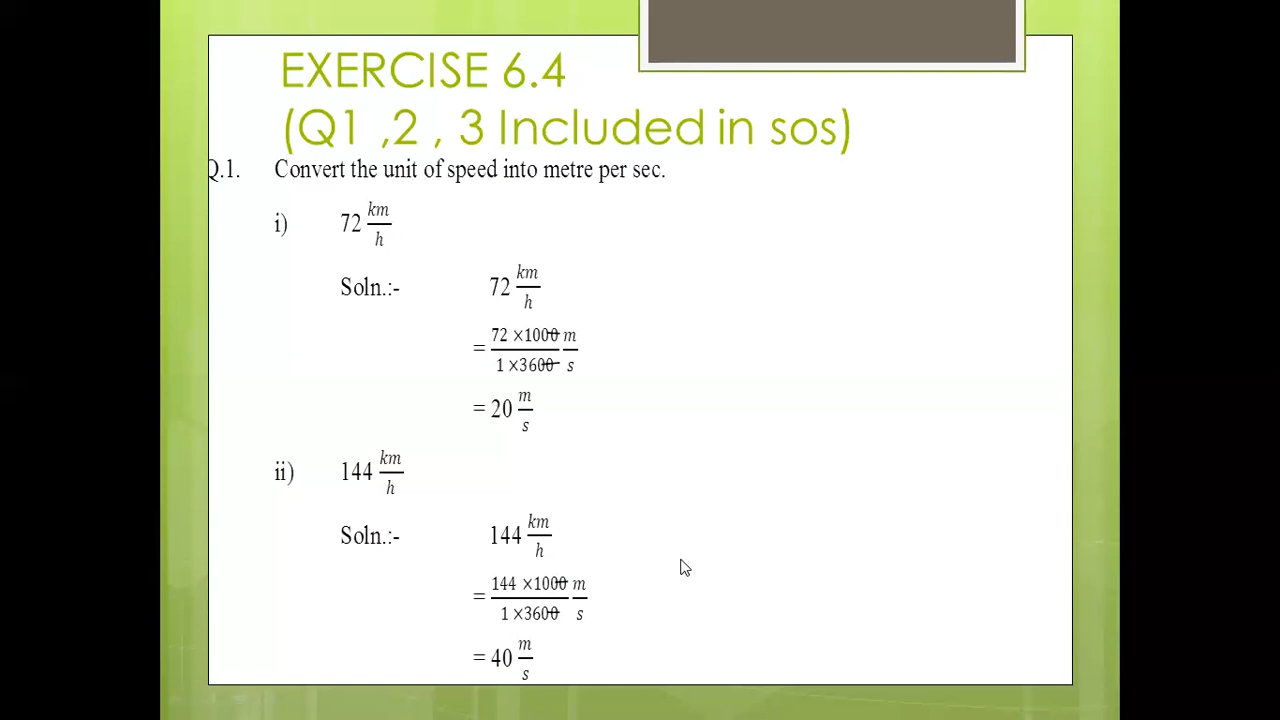 EXERCISE 6.4
(Q1 ,2 , 3 Included in sos)
Q.1. Convert the unit of speed into metre per sec.
i) 72 km/h
Soln.:- 72 km/h
= 72 ×1000/1 ×3600 m/s
= 20 m/s
ii) 144 km/h
Soln.:- 144 km/h
= 144 ×1000/1 ×3600 m/s
= 40 m/s